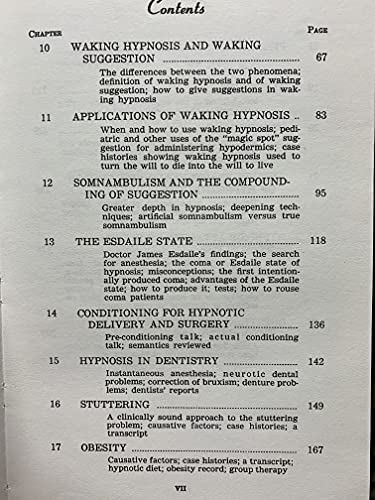 Contents
CHAPTER PAGE
10 WAKING HYPNOSIS AND WAKING
SUGGESTION 67
The differences between the two phenomena;
definition of waking hypnosis and of waking
suggestion; how to give suggestions in wak-
ing hypnosis
11 APPLICATIONS OF WAKING HYPNOSIS .. 83
When and how to use waking hypnosis; pedi-
atric and other uses of the "magic spot" sug-
gestion for administering hypodermics; case
histories showing waking hypnosis used to
turn the will to die into the will to live
12 SOMNAMBULISM AND THE COMPOUND-
ING OF SUGGESTION 95
Greater depth in hypnosis; deepening tech-
niques; artificial somnambulism versus true
somnambulism
13 THE ESDAILE STATE 118
Doctor James Esdaile's findings; the search
for anesthesia; the coma or Esdaile state of
hypnosis; misconceptions; the first intention-
ally produced coma; advantages of the Esdaile
state; how to produce it; tests; how to rouse
coma patients
14 CONDITIONING FOR HYPNOTIC
DELIVERY AND SURGERY 136
Pre-conditioning talk; actual conditioning
talk; semantics reviewed
15 HYPNOSIS IN DENTISTRY 142
Instantaneous anesthesia; neurotic dental
problems; correction of bruxism; denture prob-
lems; dentists' reports
16 STUTTERING 149
A clinically sound approach to the stuttering
problem; causative factors; case histories; a
transcript
17 OBESITY 167
Causative factors; case histories; a transcript;
hypnotic diet; obesity record; group therapy
VII